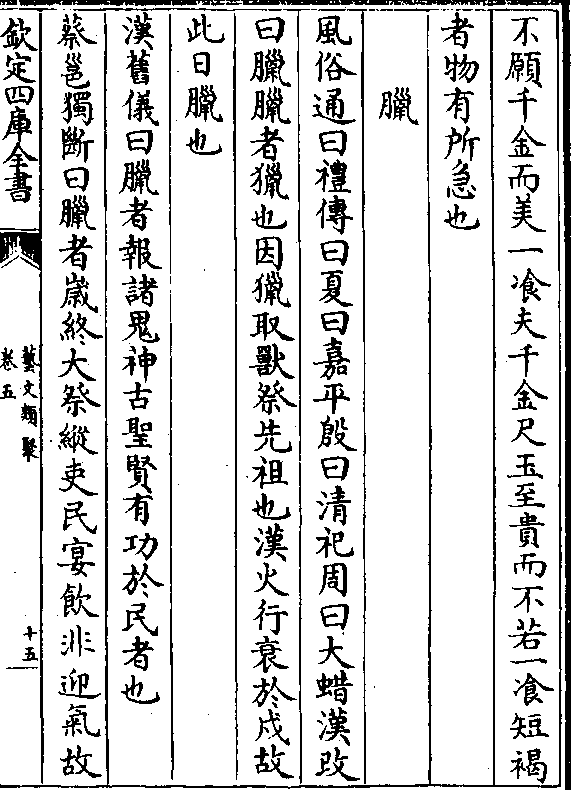 不願千金而美一飡夫千金尺玉至貴而不若一飡短褐
者物有所急也
臘
風俗通曰禮傳曰夏曰嘉平殷曰清祀周曰大蜡漢改
曰臘臘者獵也因獵取獸祭先祖也漢火行衰於戍故
此日臘也
漢舊儀曰臘者報諸鬼神古聖賢有功於民者也
蔡邕獨斷曰臘者歲終大祭縱吏民宴飲非迎氣故
欽定四庫全書
藝文類聚
卷五
十五